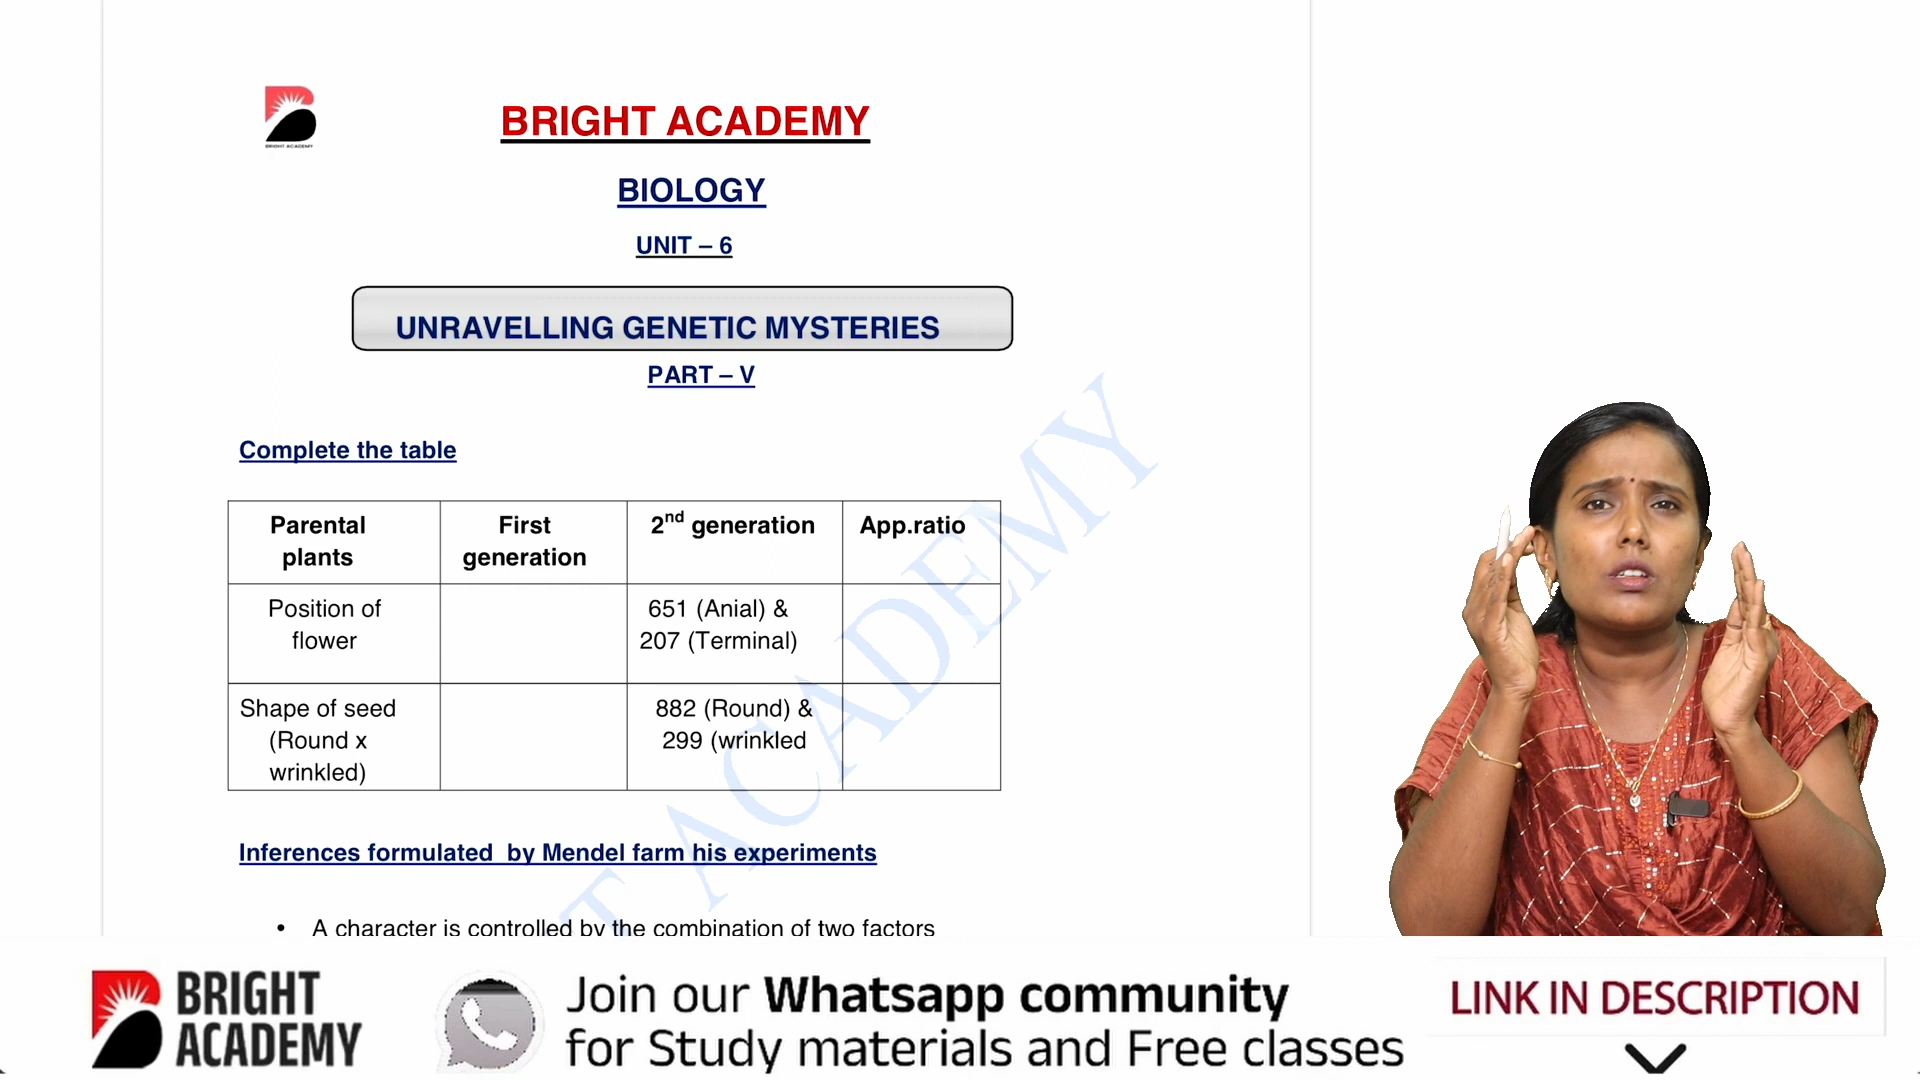 BRIGHT ACADEMY
BRIGHT ACADEMY
BIOLOGY
UNIT – 6
UNRAVELLING GENETIC MYSTERIES
PART – V
Complete the table
Parental plants First generation 2nd generation App.ratio
Position of flower 651 (Anial) & 207 (Terminal)
Shape of seed (Round x wrinkled) 882 (Round) & 299 (wrinkled
Inferences formulated by Mendel farm his experiments
• A character is controlled by the combination of two factors
T ACADEMY
BRIGHT ACADEMY
Join our Whatsapp community
for Study materials and Free classes
LINK IN DESCRIPTION